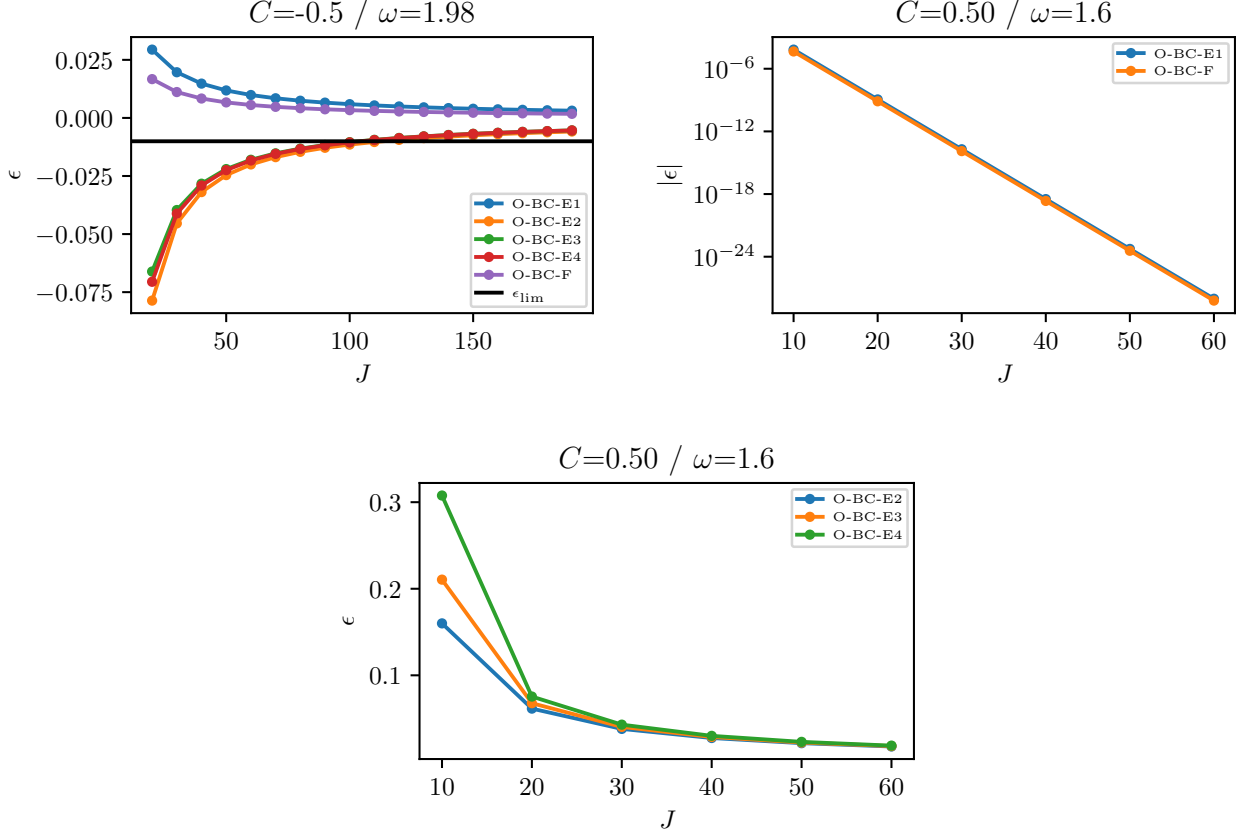 C=-0.5 / ω=1.98
0.025
0.000
−0.025
−0.050
−0.075
ϵ
50
100
150
J
O-BC-E1
O-BC-E2
O-BC-E3
O-BC-E4
O-BC-F
ϵlim
C=0.50 / ω=1.6
10−6
10−12
10−18
10−24
|ϵ|
10 20 30 40 50 60
J
O-BC-E1
O-BC-F
C=0.50 / ω=1.6
0.3
0.2
0.1
ϵ
10 20 30 40 50 60
J
O-BC-E2
O-BC-E3
O-BC-E4